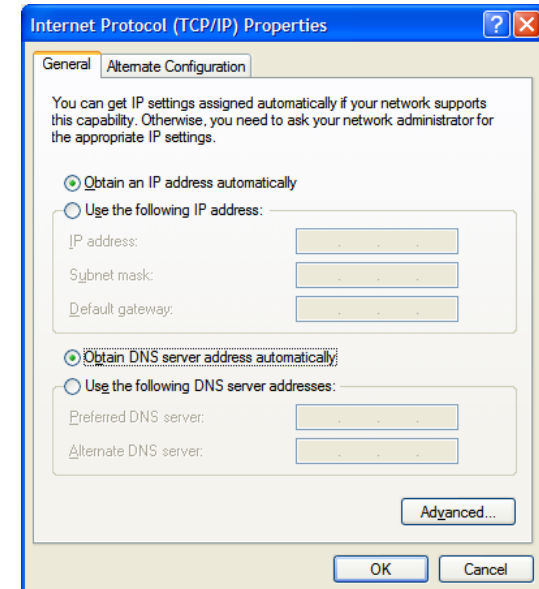 Internet Protocol (TCP/IP) Properties
General Alternate Configuration
You can get IP settings assigned automatically if your network supports
this capability. Otherwise, you need to ask your network administrator for
the appropriate IP settings.
Obtain an IP address automatically
Use the following IP address:
IP address:
Subnet mask:
Default gateway:
Obtain DNS server address automatically
Use the following DNS server addresses:
Preferred DNS server:
Alternate DNS server:
Advanced...
OK Cancel